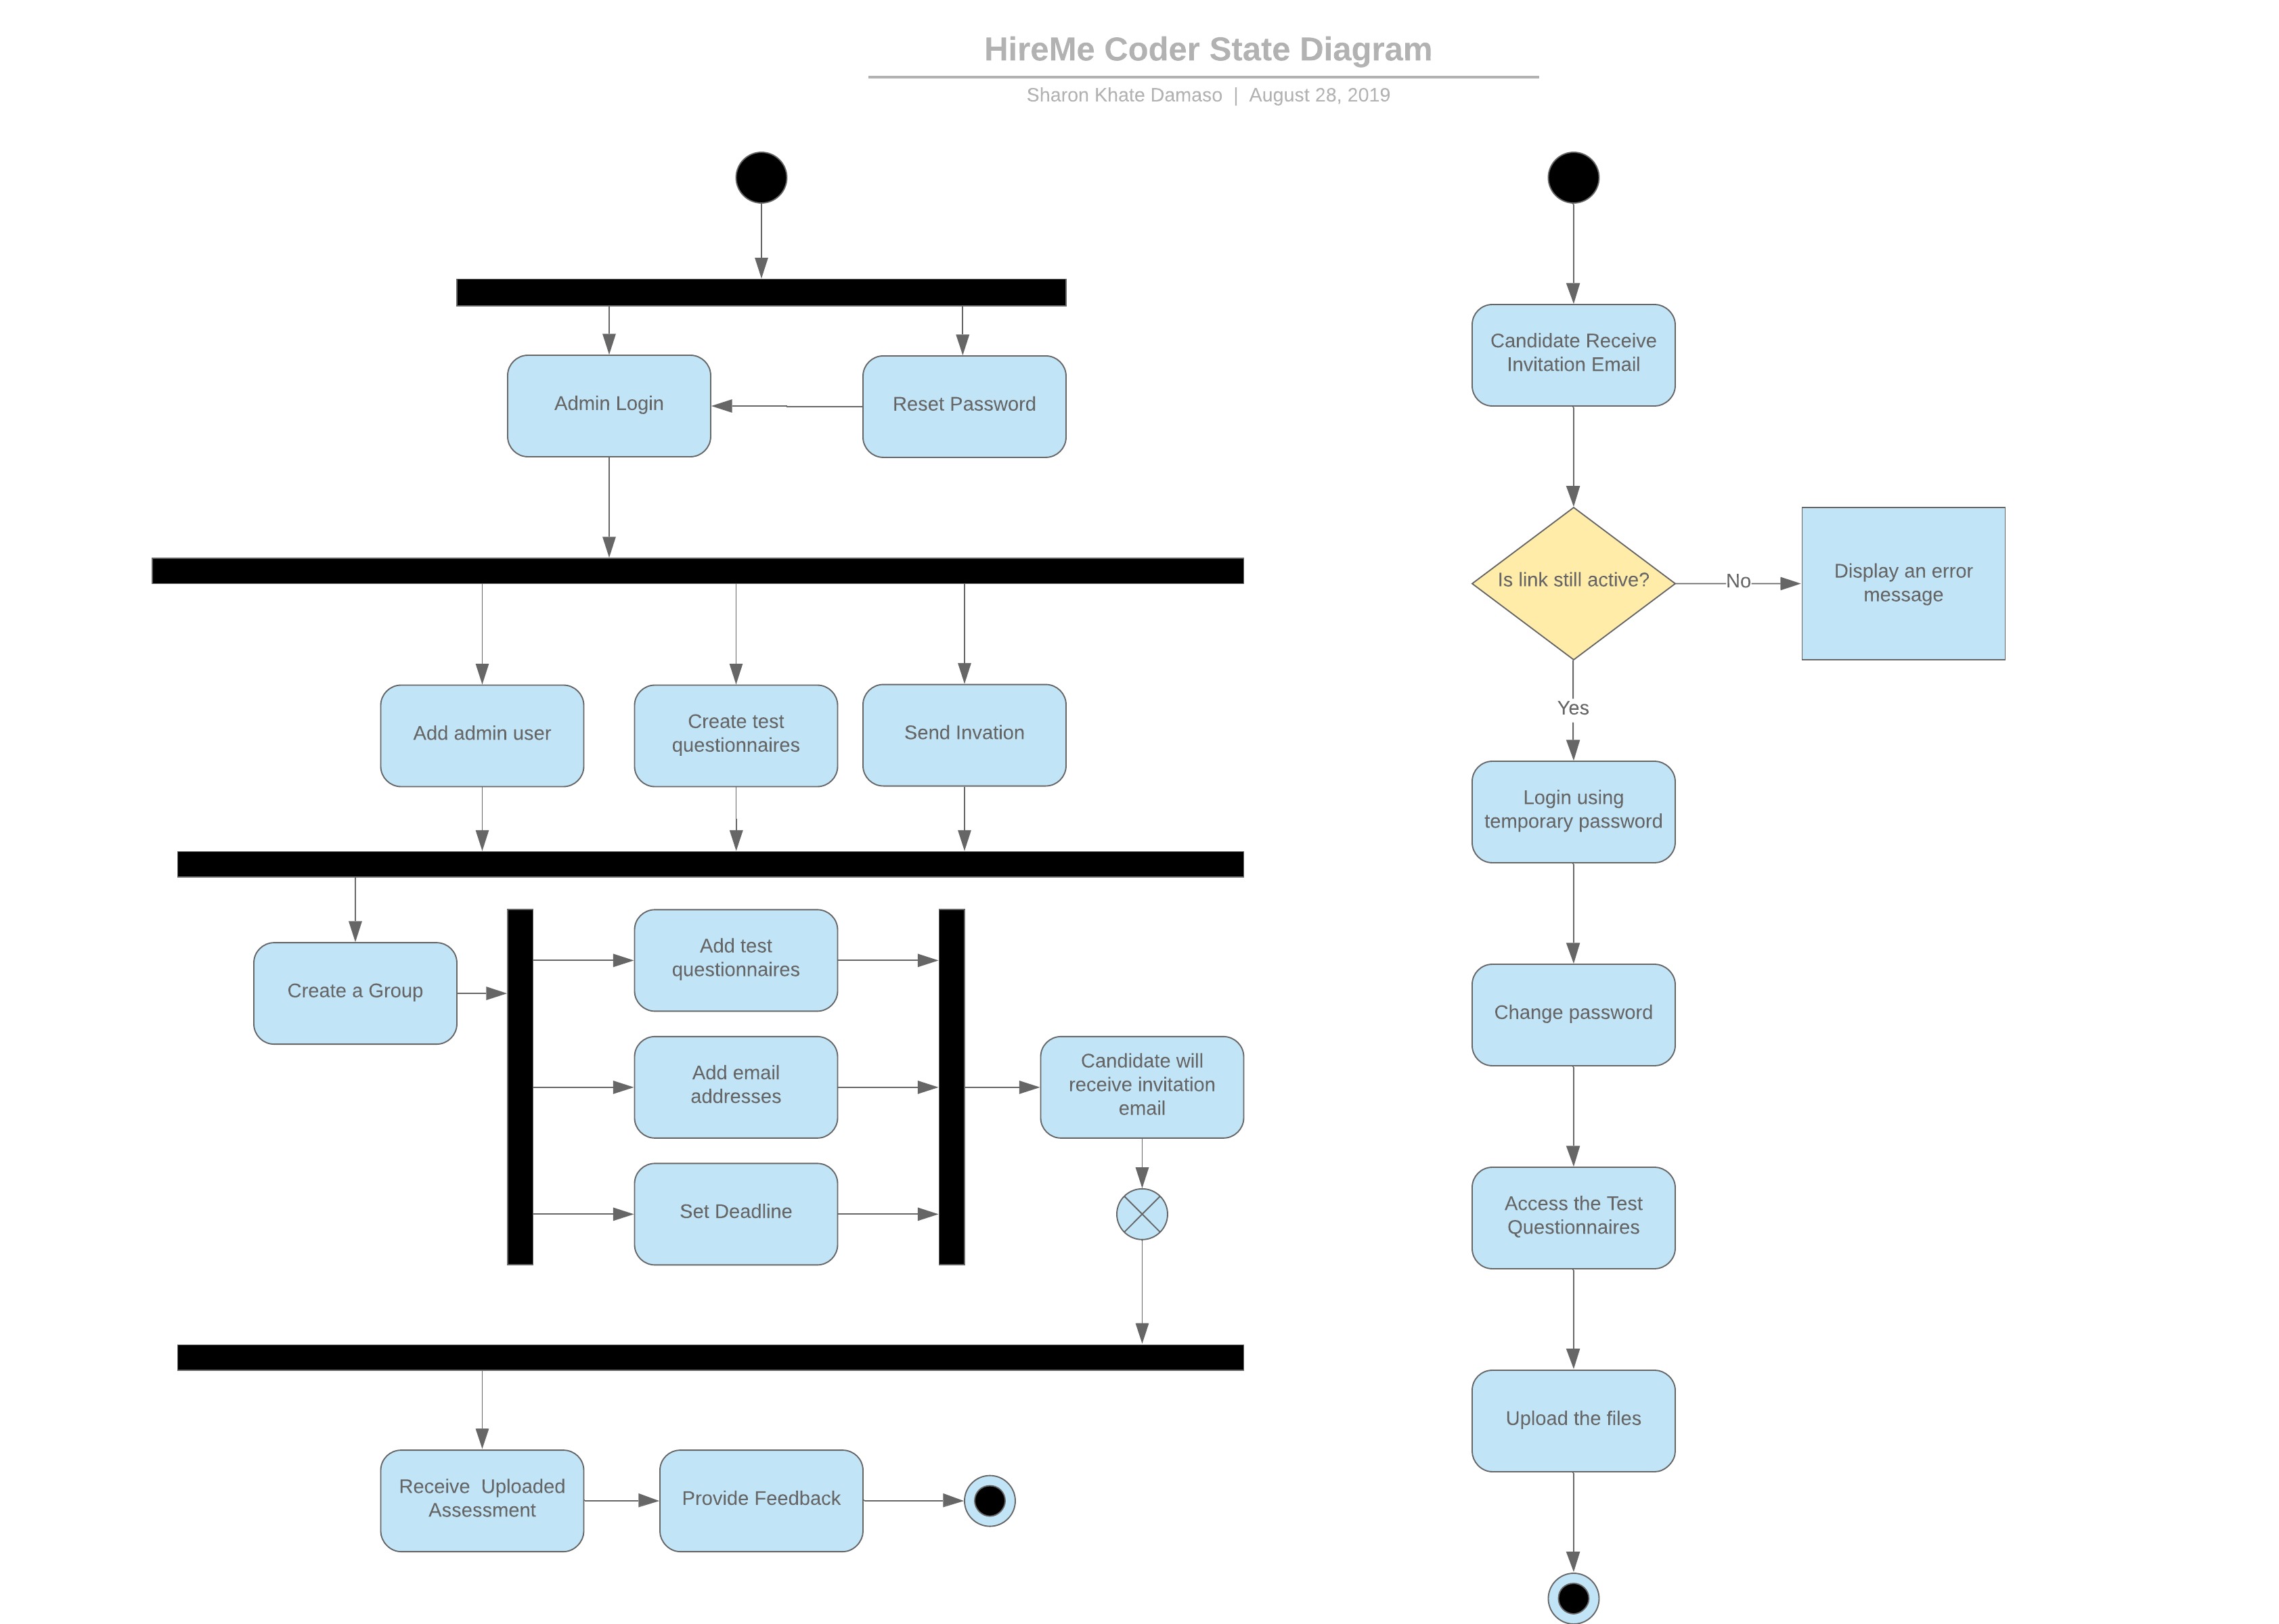 HireMe Coder State Diagram
Sharon Khate Damaso | August 28, 2019
Admin Login
Reset Password
Add admin user
Create test
questionnaires
Send Invation
Create a Group
Add test
questionnaires
Add email
addresses
Set Deadline
Candidate will
receive invitation
email
Receive  Uploaded
Assessment
Provide Feedback
Candidate Receive
Invitation Email
Is link still active?
No
Display an error
message
Yes
Login using
temporary password
Change password
Access the Test
Questionnaires
Upload the files